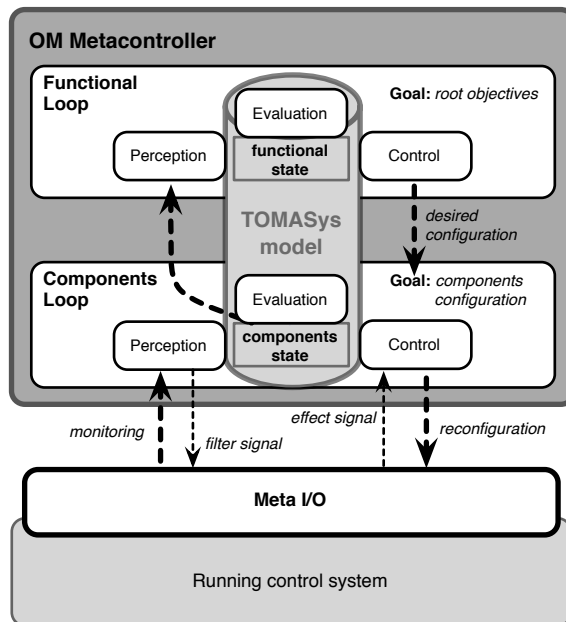 OM Metacontroller
Functional
Loop
Evaluation
Goal: root objectives
Perception
functional
state
Control
TOMASys
model
desired
configuration
Components
Loop
Evaluation
Goal: components
configuration
Perception
components
state
Control
monitoring
filter signal
effect signal
reconfiguration
Meta I/O
Running control system